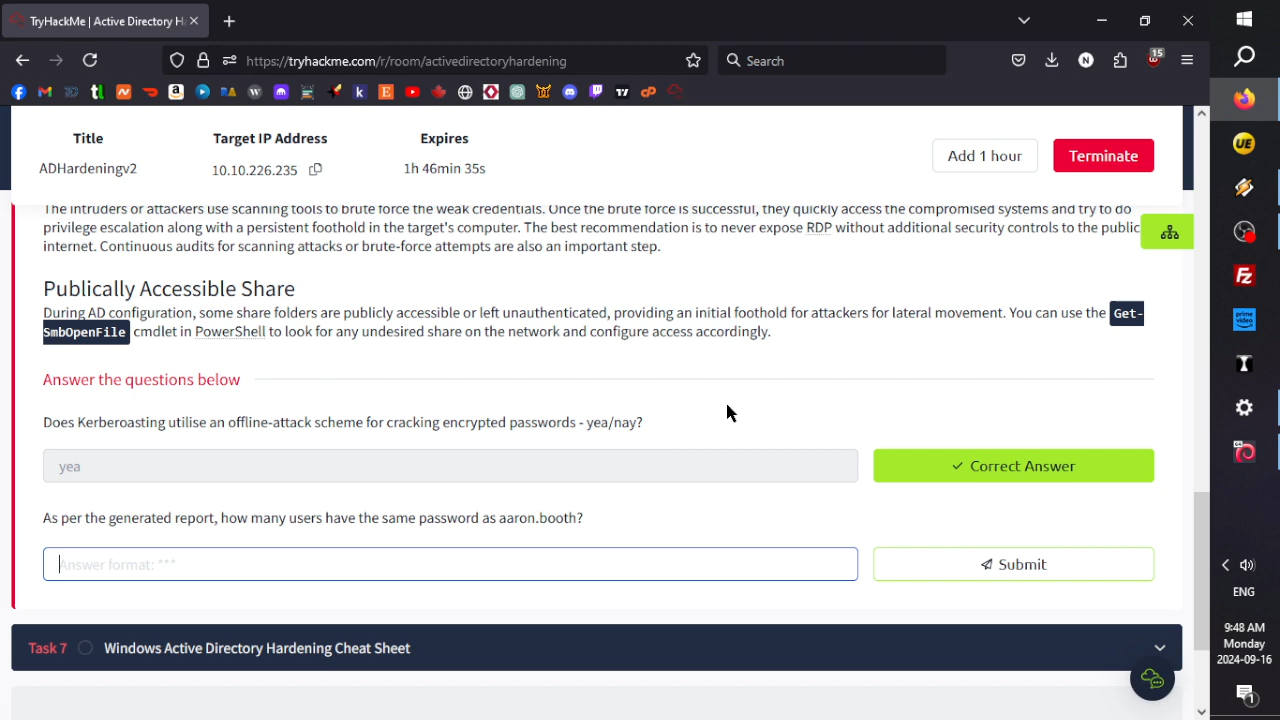 TryHackMe | Active Directory H
https://tryhackme.com/r/room/activedirectoryhardening
Search
15
Title
Target IP Address
Expires
ADHardeningv2
10.10.226.235
1h 46min 35s
Add 1 hour
Terminate
The intruders or attackers use scanning tools to brute force the weak credentials. Once the brute force is successful, they quickly access the compromised systems and try to do
privilege escalation along with a persistent foothold in the target's computer. The best recommendation is to never expose RDP without additional security controls to the public
internet. Continuous audits for scanning attacks or brute-force attempts are also an important step.
Publically Accessible Share
During AD configuration, some share folders are publicly accessible or left unauthenticated, providing an initial foothold for attackers for lateral movement. You can use the Get-
SmbOpenFile cmdlet in PowerShell to look for any undesired share on the network and configure access accordingly.
Answer the questions below
Does Kerberoasting utilise an offline-attack scheme for cracking encrypted passwords - yea/nay?
yea
Correct Answer
As per the generated report, how many users have the same password as aaron.booth?
Answer format: ***
Submit
Task 7
Windows Active Directory Hardening Cheat Sheet
UE
prime
video
ENG
9:48 AM
Monday
2024-09-16
1